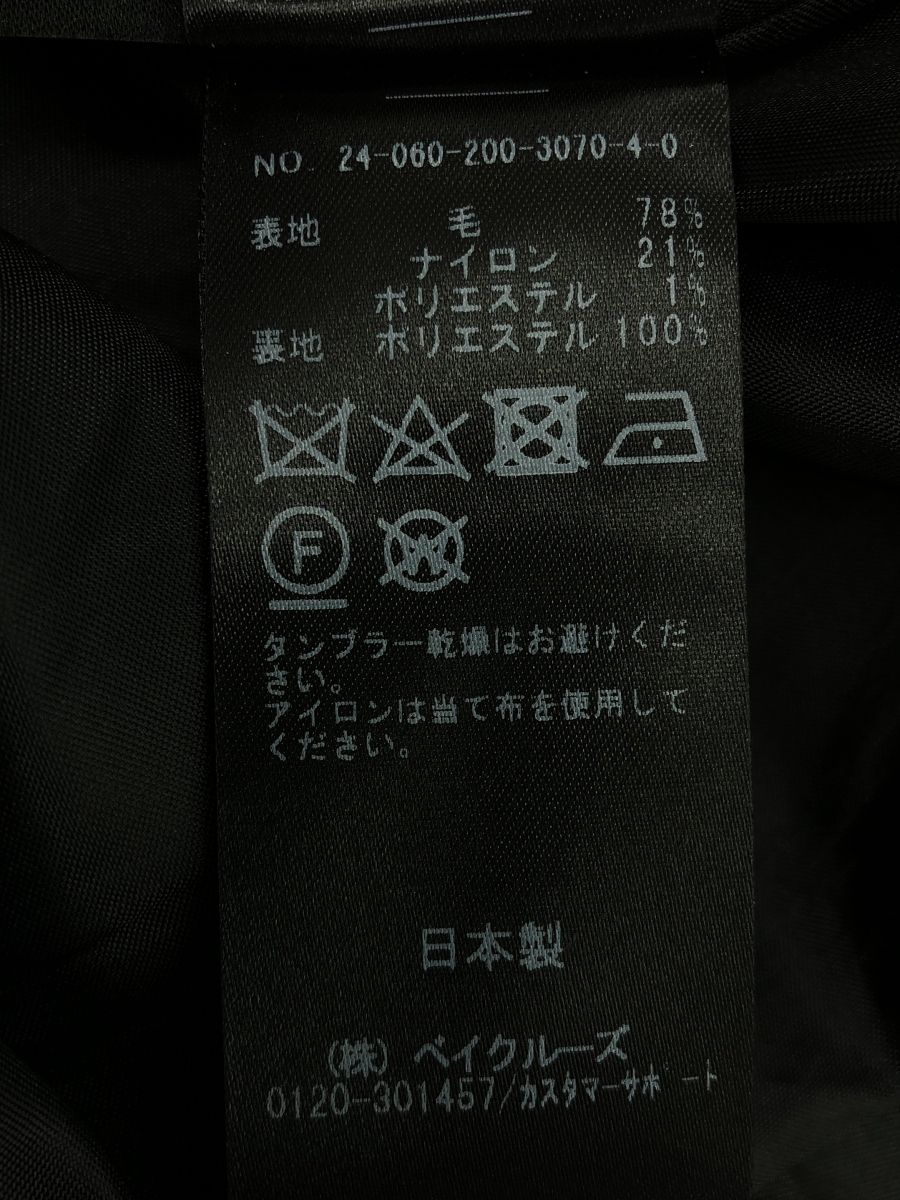 NO. 24-060-200-3070-4-0
表地 毛 78%
ナイロン 21%
ポリエステル 1%
裏地 ポリエステル 100%
F
W
タンブラー乾燥はお避けくだ
さい。
アイロンは当て布を使用して
ください。
日本製
(株) ベイクルーズ
0120-301457/カスタマーサポート